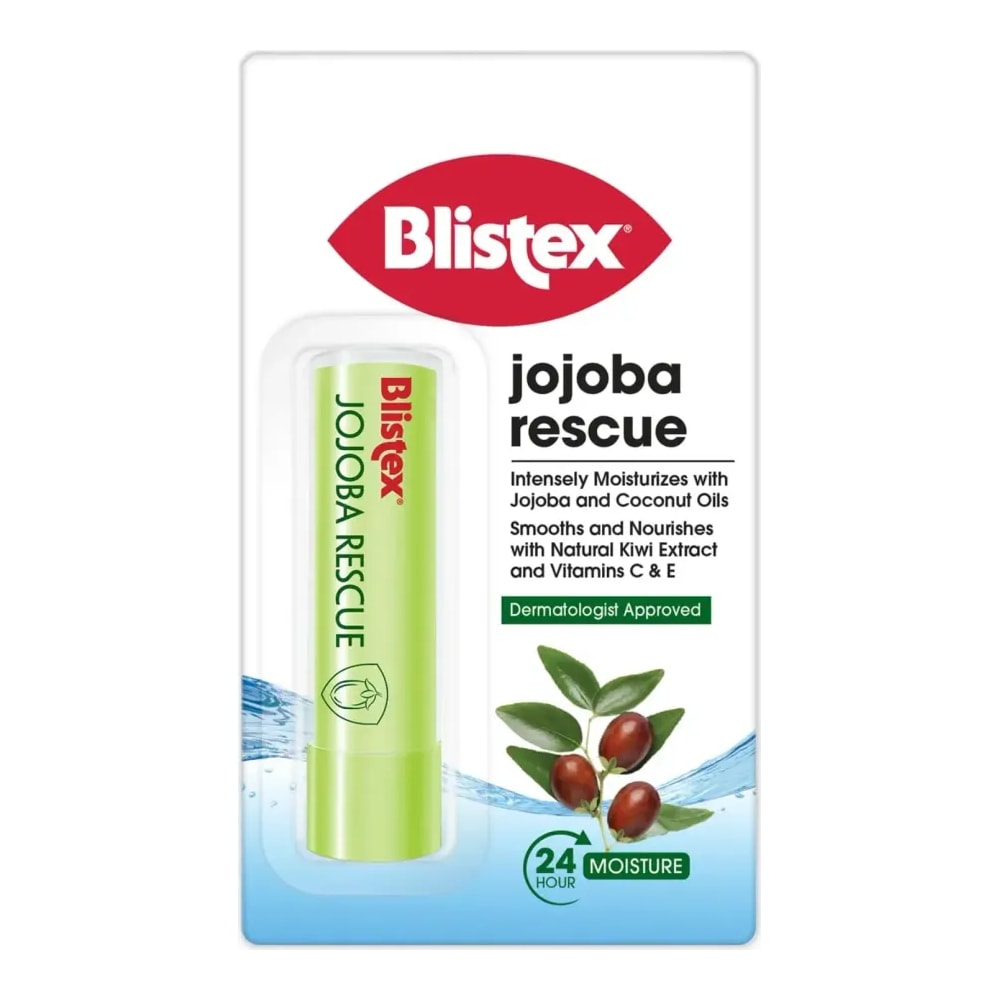 Blistex®
jojoba
rescue
Intensely Moisturizes with
Jojoba and Coconut Oils
Smooths and Nourishes
with Natural Kiwi Extract
and Vitamins C & E
Dermatologist Approved
Blistex®
JOJOBA RESCUE
24
HOUR
MOISTURE